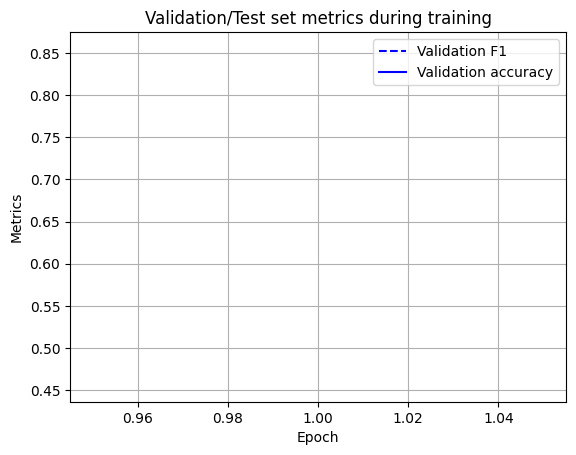 Validation/Test set metrics during training
Validation F1
Validation accuracy
0.85
0.80
0.75
0.70
0.65
0.60
0.55
0.50
0.45
Metrics
0.96 0.98 1.00 1.02 1.04
Epoch